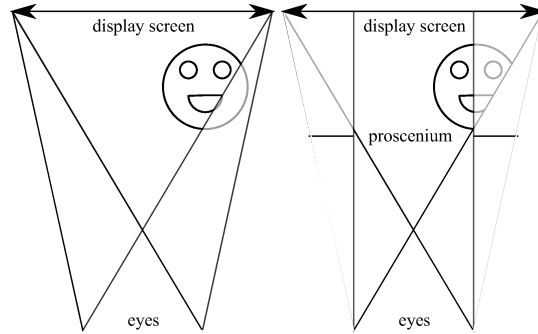 display screen
eyes
display screen
proscenium
eyes